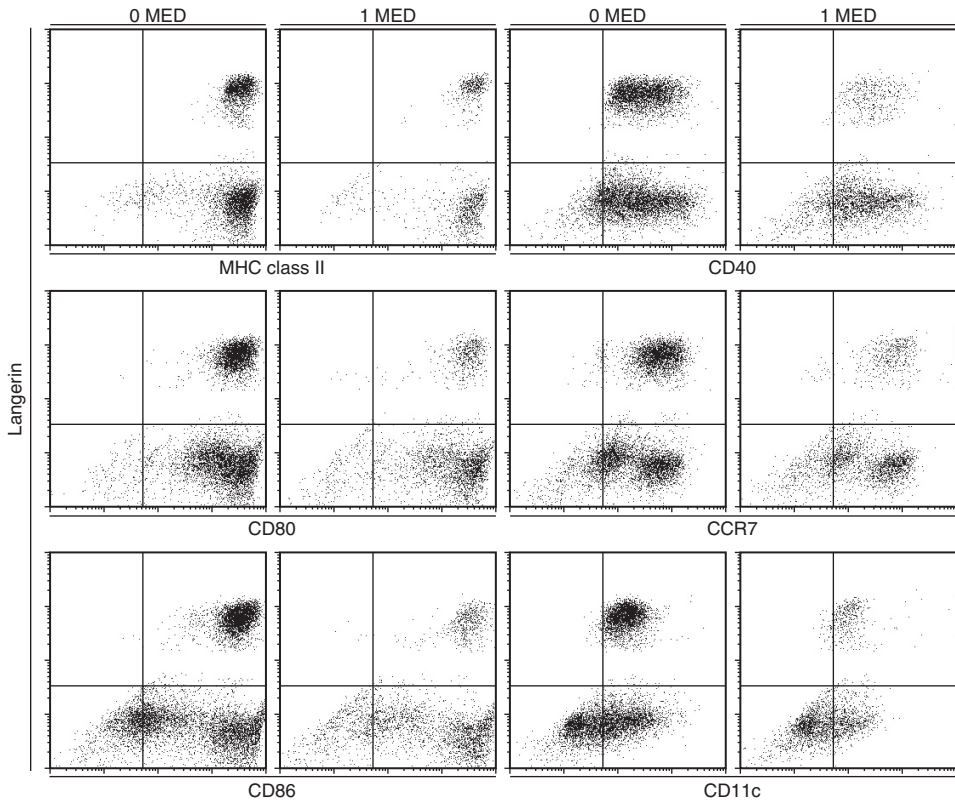 0 MED 1 MED 0 MED 1 MED
Langerin
MHC class II CD40
CD80 CCR7
CD86 CD11c